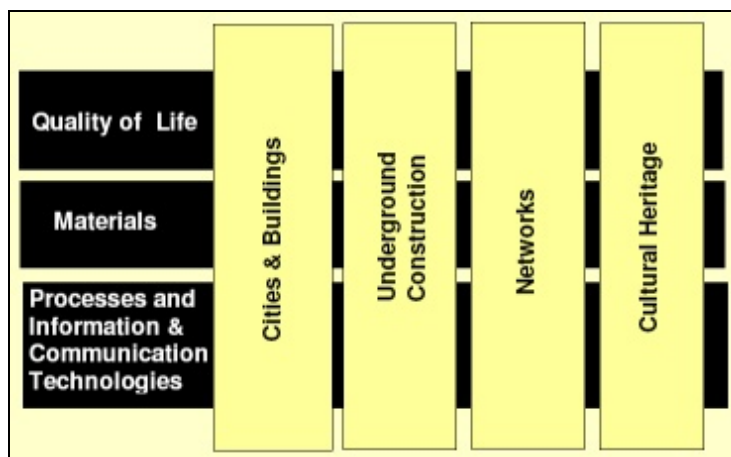 Quality of Life
Materials
Processes and
Information &
Communication
Technologies
Cities & Buildings
Underground
Construction
Networks
Cultural Heritage